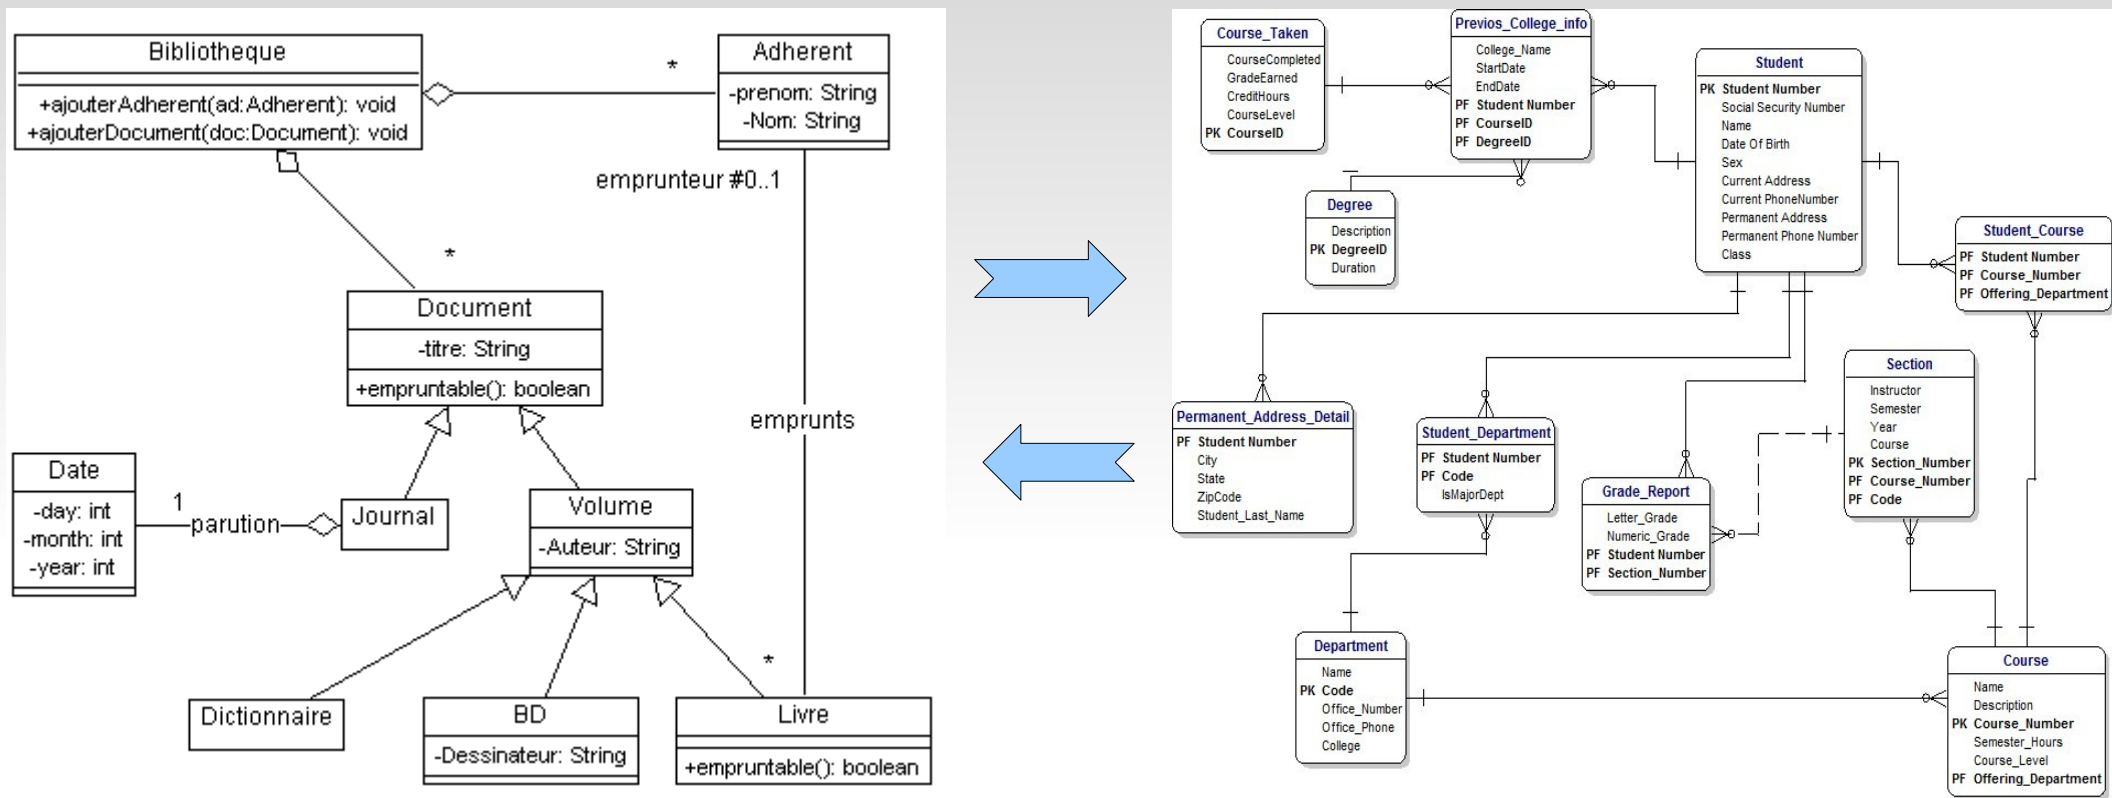 Bibliotheque
+ajouterAdherent(ad:Adherent): void
+ajouterDocument(doc:Document): void
*
Adherent
-prenom: String
-Nom: String
emprunteur #0..1
*
Document
-titre: String
+empruntable(): boolean
emprunts
Date
-day: int
-month: int
-year: int
1
parution
Journal
Volume
-Auteur: String
*
Dictionnaire
BD
-Dessinateur: String
Livre
+empruntable(): boolean
Course_Taken
CourseCompleted
GradeEarned
CreditHours
CourseLevel
PK CourseID
Previos_College_info
College_Name
StartDate
EndDate
PF Student Number
PF CourseID
PF DegreeID
Student
PK Student Number
Social Security Number
Name
Date Of Birth
Sex
Current Address
Current PhoneNumber
Permanent Address
Permanent Phone Number
Class
Degree
Description
PK DegreeID
Duration
Student_Course
PF Student Number
PF Course_Number
PF Offering_Department
Permanent_Address_Detail
PF Student Number
City
State
ZipCode
Student_Last_Name
Student_Department
PF Student Number
PF Code
IsMajorDept
Grade_Report
Letter_Grade
Numeric_Grade
PF Student Number
PF Section_Number
Section
Instructor
Semester
Year
Course
PK Section_Number
PF Course_Number
PF Code
Department
Name
PK Code
Office_Number
Office_Phone
College
Course
Name
Description
PK Course_Number
Semester_Hours
Course_Level
PF Offering_Department